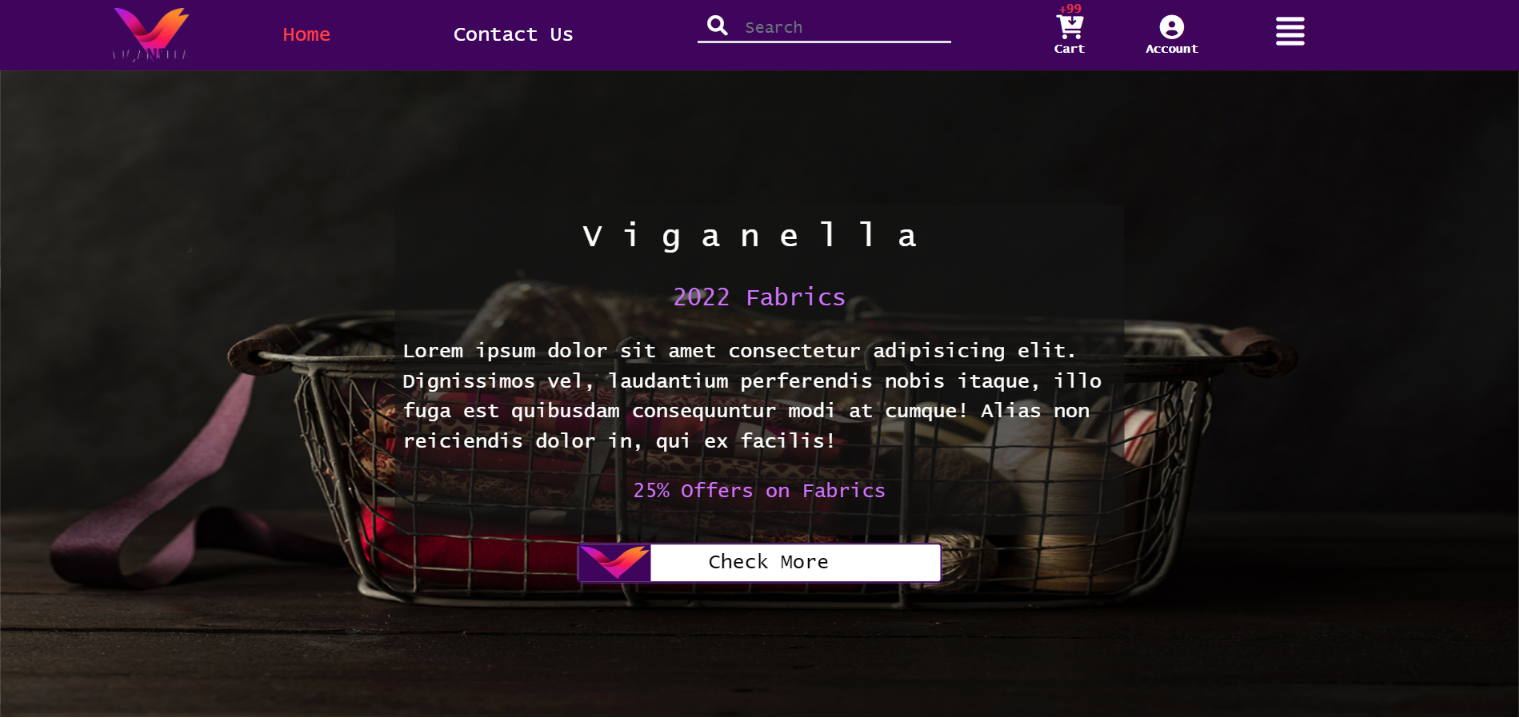 Home
Contact Us
Search
+99
Cart
Account
Viganella
2022 Fabrics
Lorem ipsum dolor sit amet consectetur adipisicing elit.
Dignissimos vel, laudantium perferendis nobis itaque, illo
fuga est quibusdam consequuntur modi at cumque! Alias non
reiciendis dolor in, qui ex facilis!
25% Offers on Fabrics
Check More